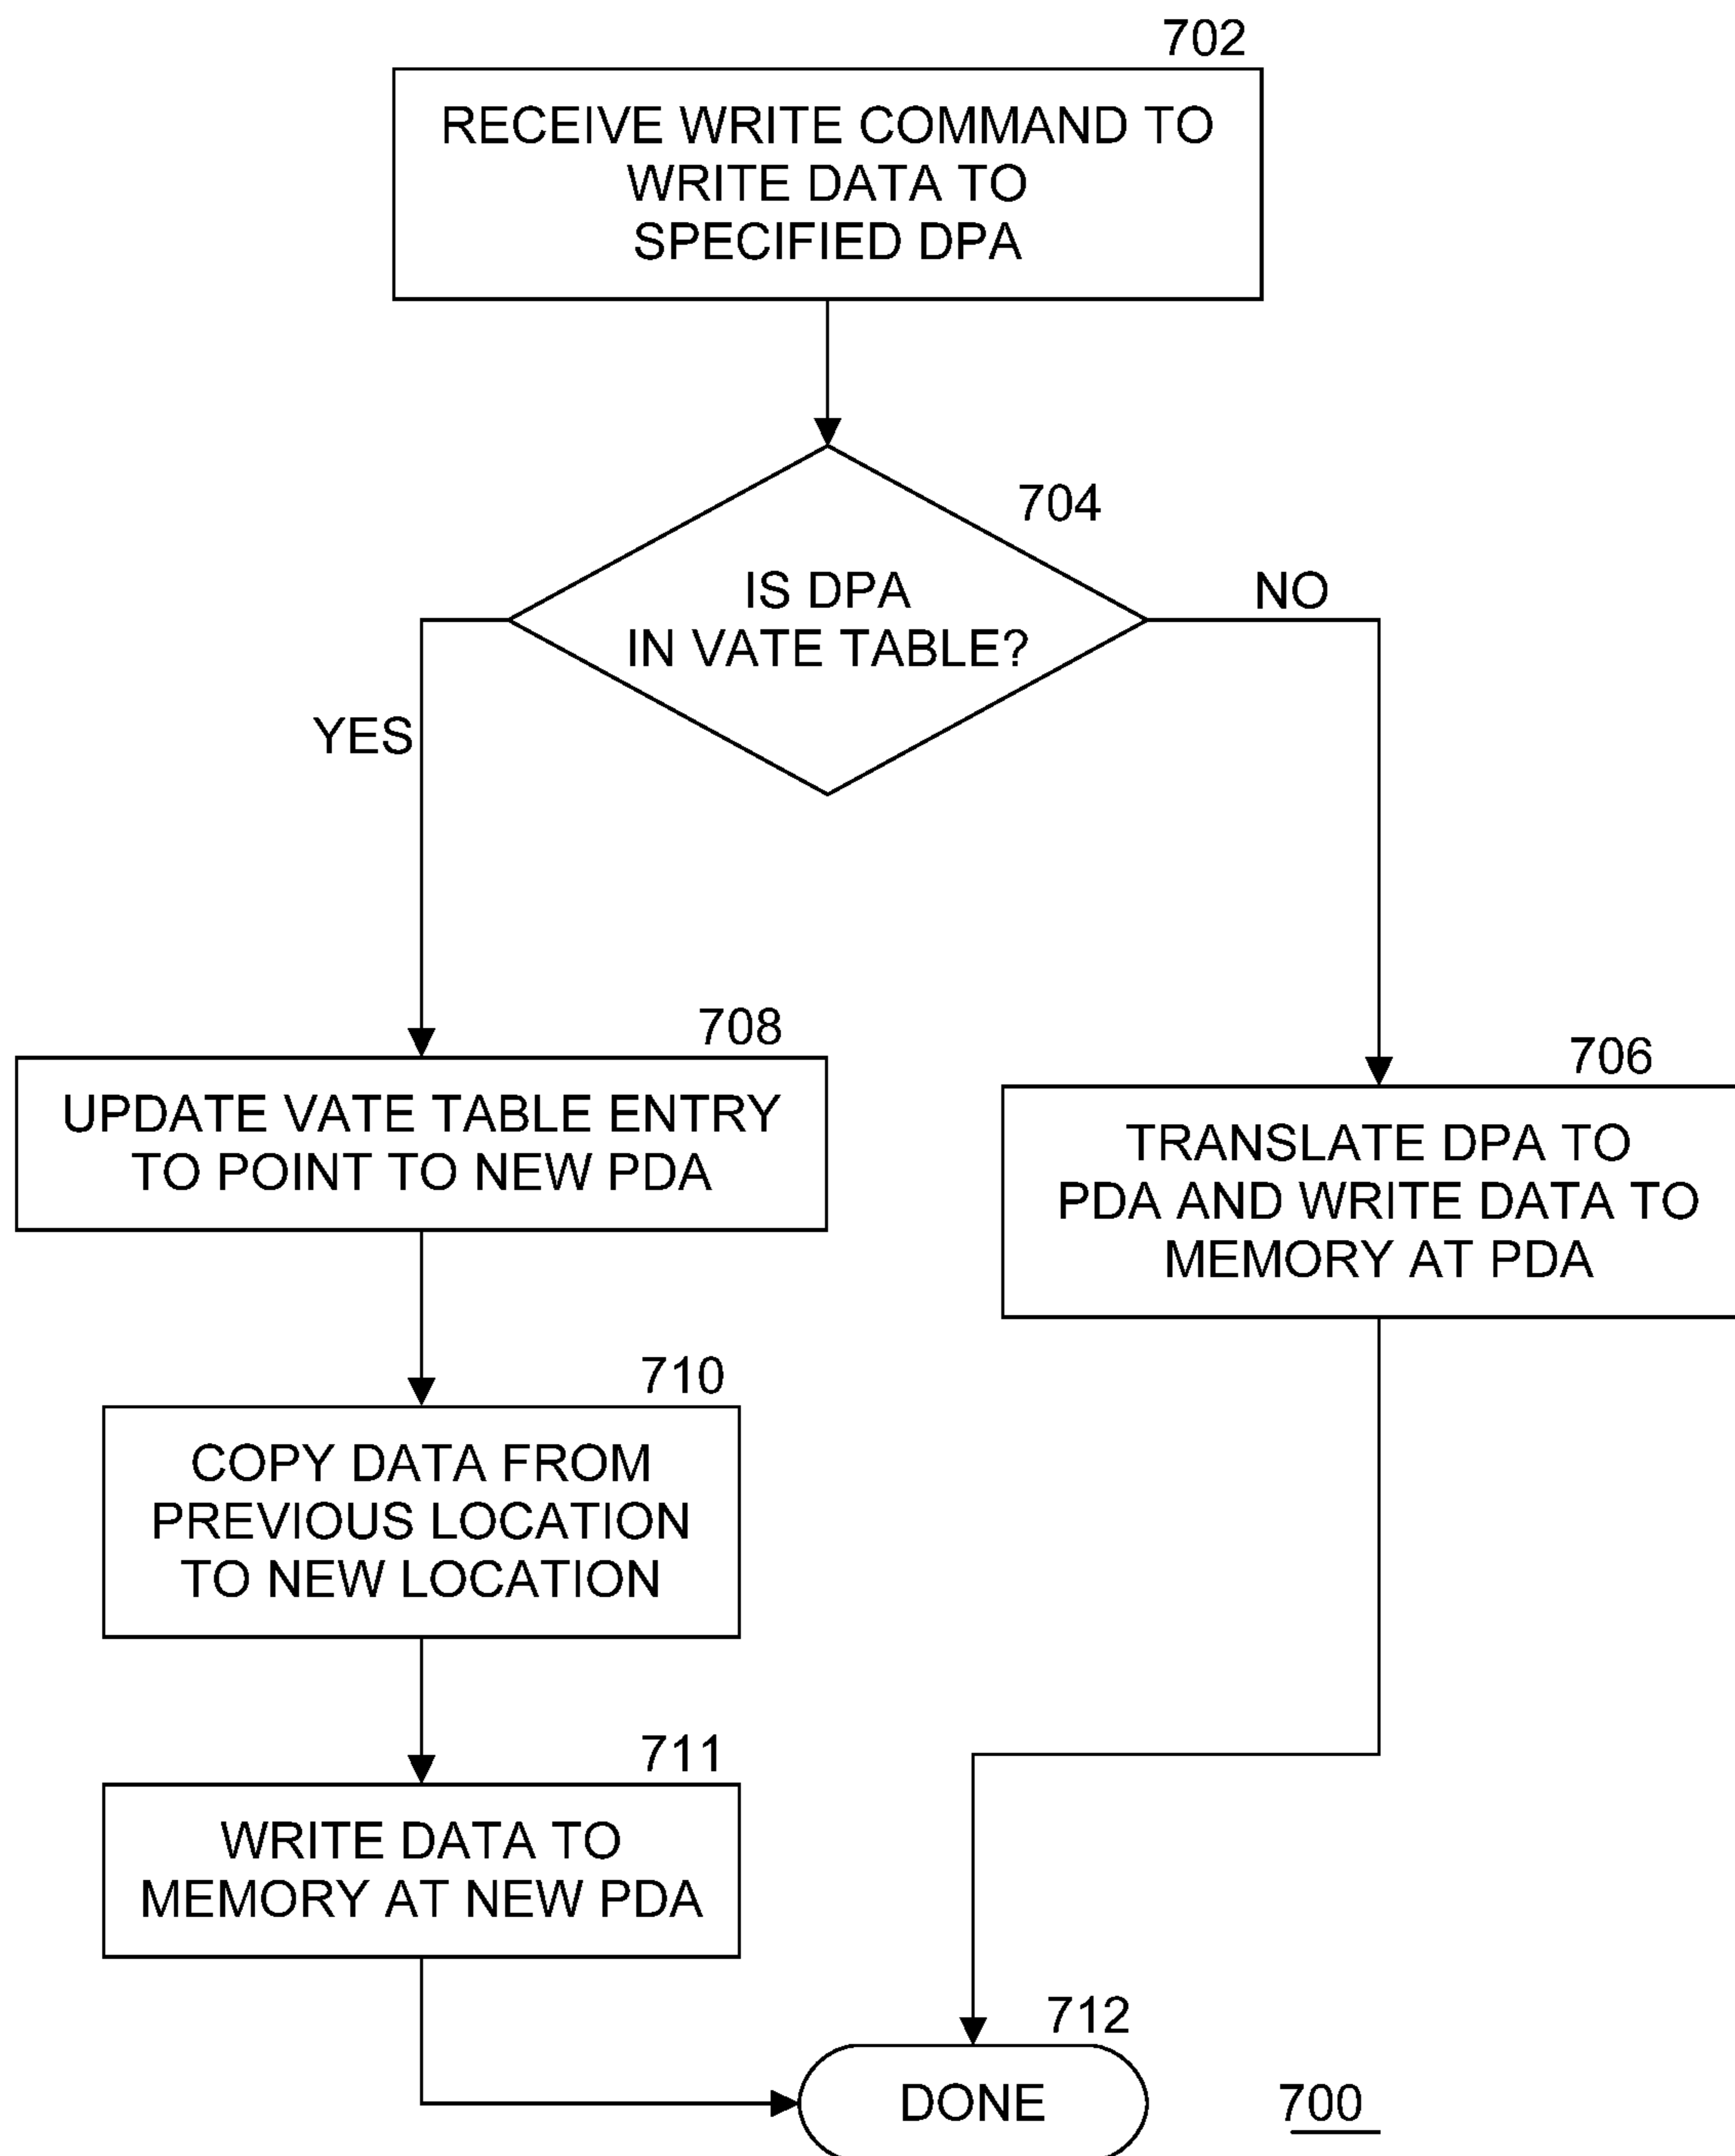 702
RECEIVE WRITE COMMAND TO
WRITE DATA TO
SPECIFIED DPA
704
IS DPA
IN VATE TABLE?
NO
YES
708
UPDATE VATE TABLE ENTRY
TO POINT TO NEW PDA
706
TRANSLATE DPA TO
PDA AND WRITE DATA TO
MEMORY AT PDA
710
COPY DATA FROM
PREVIOUS LOCATION
TO NEW LOCATION
711
WRITE DATA TO
MEMORY AT NEW PDA
712
DONE
700